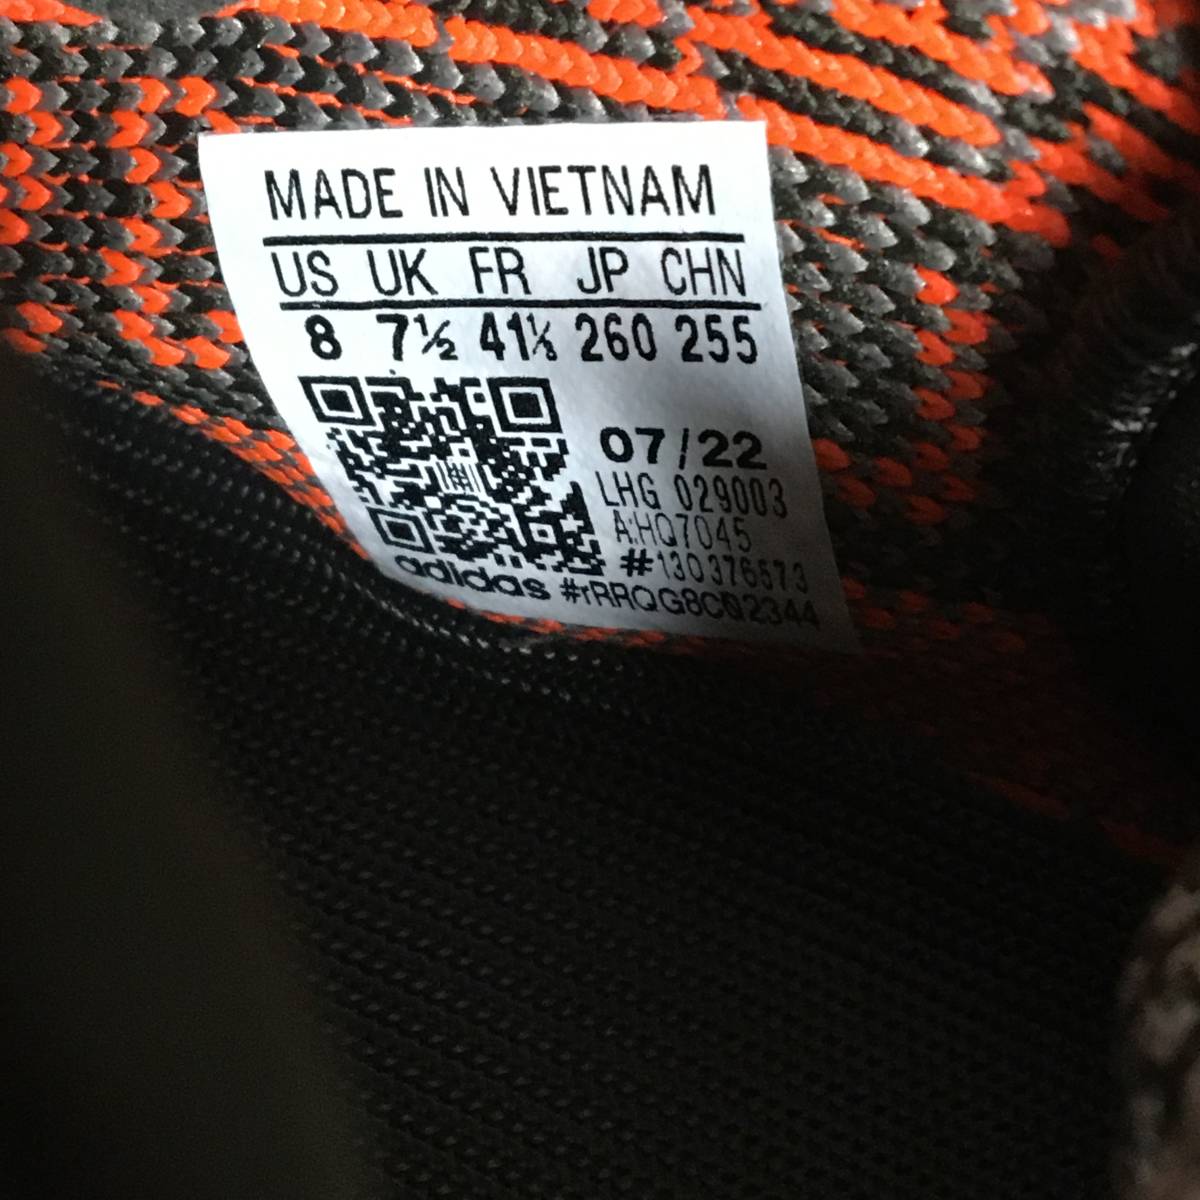 MADE IN VIETNAM
US UK FR JP CHN
8 7½ 41⅓ 260 255
07/22
LHG 029003
A:HQ7045
#130376573
adidas #rRRQG8CQ2344